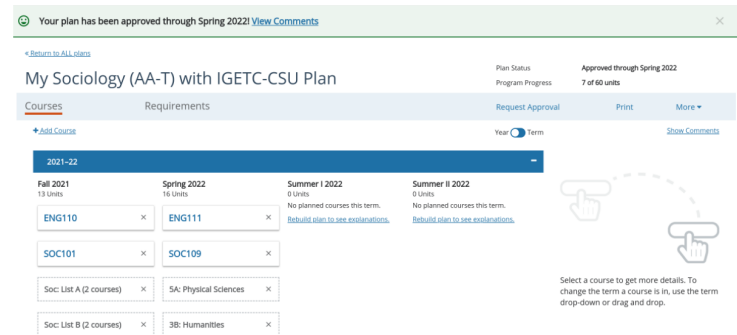 Your plan has been approved through Spring 2022! View Comments
< Return to ALL plans
My Sociology (AA-T) with IGETC-CSU Plan
Plan Status Approved through Spring 2022
Program Progress 7 of 60 units
Courses Requirements Request Approval Print More
+ Add Course Year Term Show Comments
2021–22
Fall 2021 Spring 2022 Summer I 2022 Summer II 2022
13 Units 16 Units 0 Units 0 Units
No planned courses this term. No planned courses this term.
ENG110 × ENG111 × Rebuild plan to see explanations. Rebuild plan to see explanations.
SOC101 × SOC109 ×
Soc: List A (2 courses) × 5A: Physical Sciences ×
Soc: List B (2 courses) × 3B: Humanities ×
Select a course to get more details. To
change the term a course is in, use the term
drop-down or drag and drop.